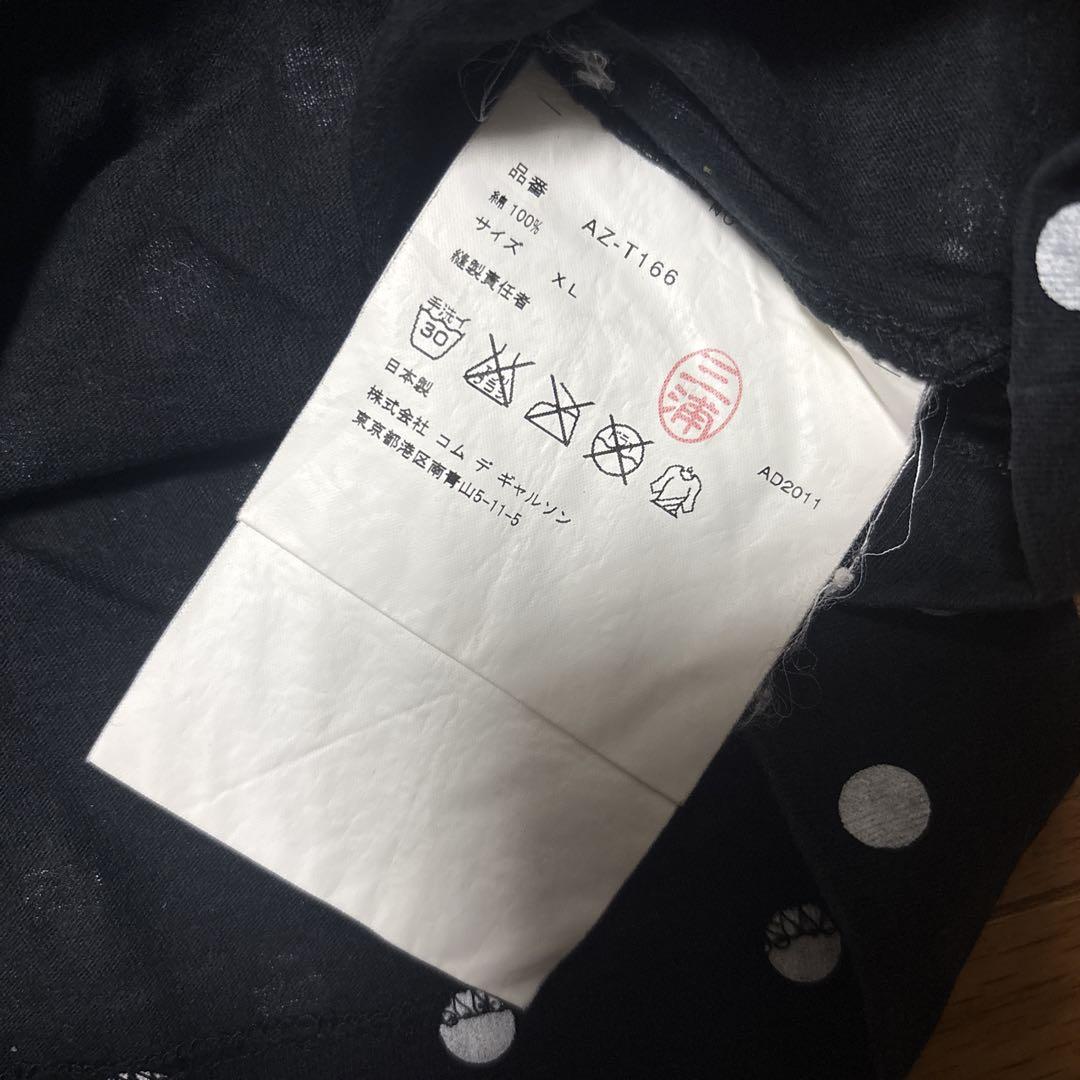 NO
品番 AZ-T166
綿 100%
サイズ XL
縫製責任者
三浦
手洗イ
30
日本製
株式会社 コム デ ギャルソン
東京都港区南青山5-11-5
AD2011